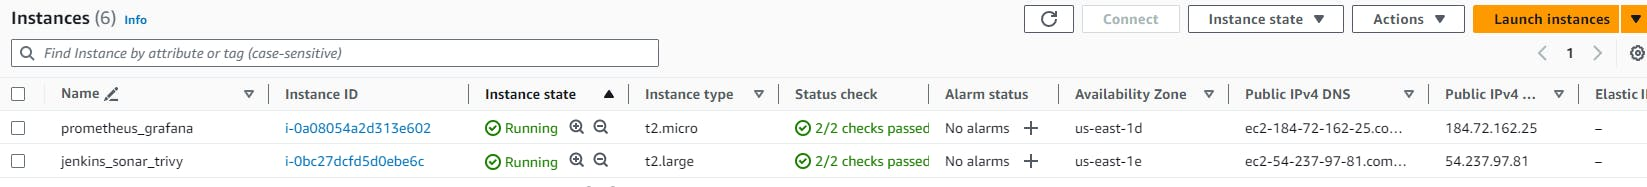 Instances (6) Info
Connect Instance state Actions Launch instances
Find Instance by attribute or tag (case-sensitive)
1
Name Instance ID Instance state Instance type Status check Alarm status Availability Zone Public IPv4 DNS Public IPv4 ... Elastic I
prometheus_grafana i-0a08054a2d313e602 Running t2.micro 2/2 checks passed No alarms us-east-1d ec2-184-72-162-25.co... 184.72.162.25 –
jenkins_sonar_trivy i-0bc27dcfd5d0ebe6c Running t2.large 2/2 checks passed No alarms us-east-1e ec2-54-237-97-81.com... 54.237.97.81 –